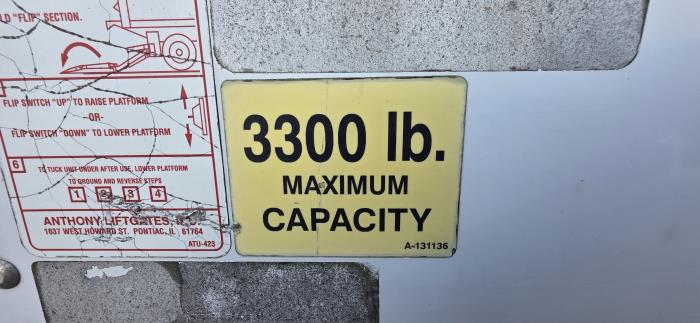 "FLIP" SECTION.
FLIP SWITCH "UP" TO RAISE PLATFORM
-OR-
FLIP SWITCH "DOWN" TO LOWER PLATFORM
6
TO TUCK UNIT UNDER AFTER USE, LOWER PLATFORM
TO GROUND AND REVERSE STEPS
1 2 3 4
ANTHONY LIFTGATES,
1037 WEST HOWARD ST. PONTIAC, IL 61764
ATU-423
3300 lb.
MAXIMUM
CAPACITY
A-131136